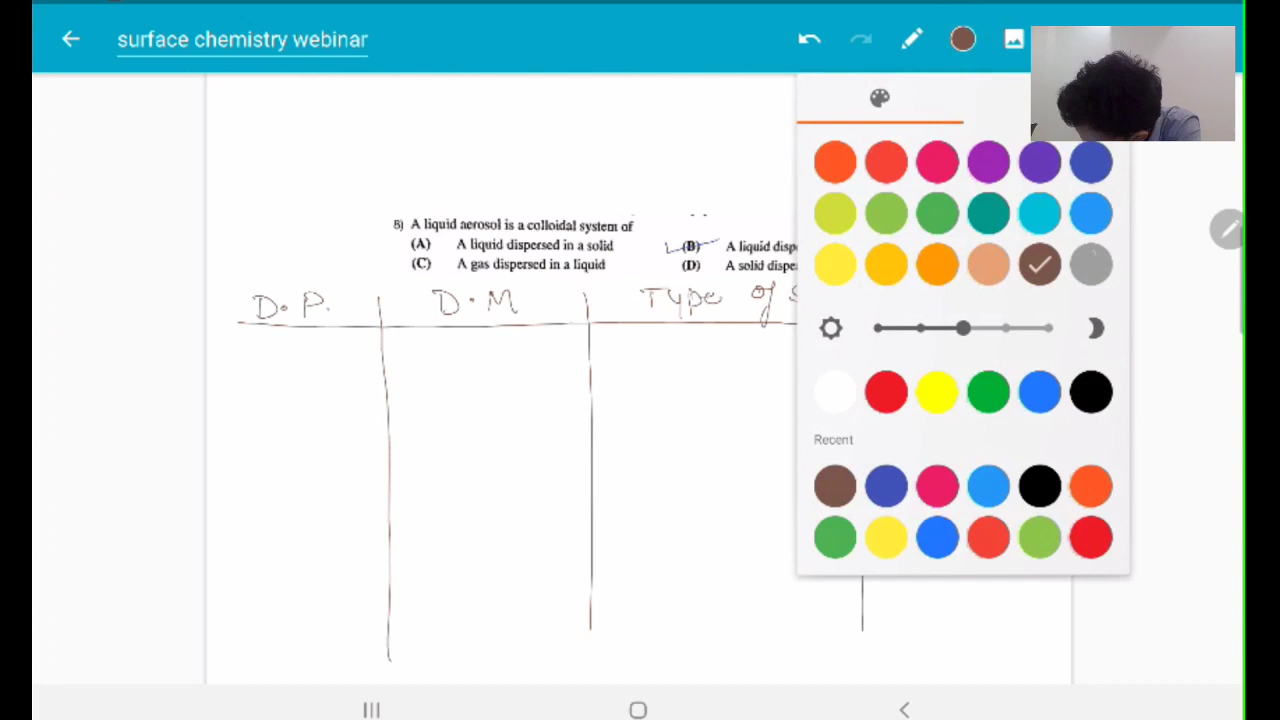 surface chemistry webinar
8) A liquid aerosol is a colloidal system of
(A) A liquid dispersed in a solid (B) A liquid disp
(C) A gas dispersed in a liquid (D) A solid dispe
D.P. D.M Type of s
Recent